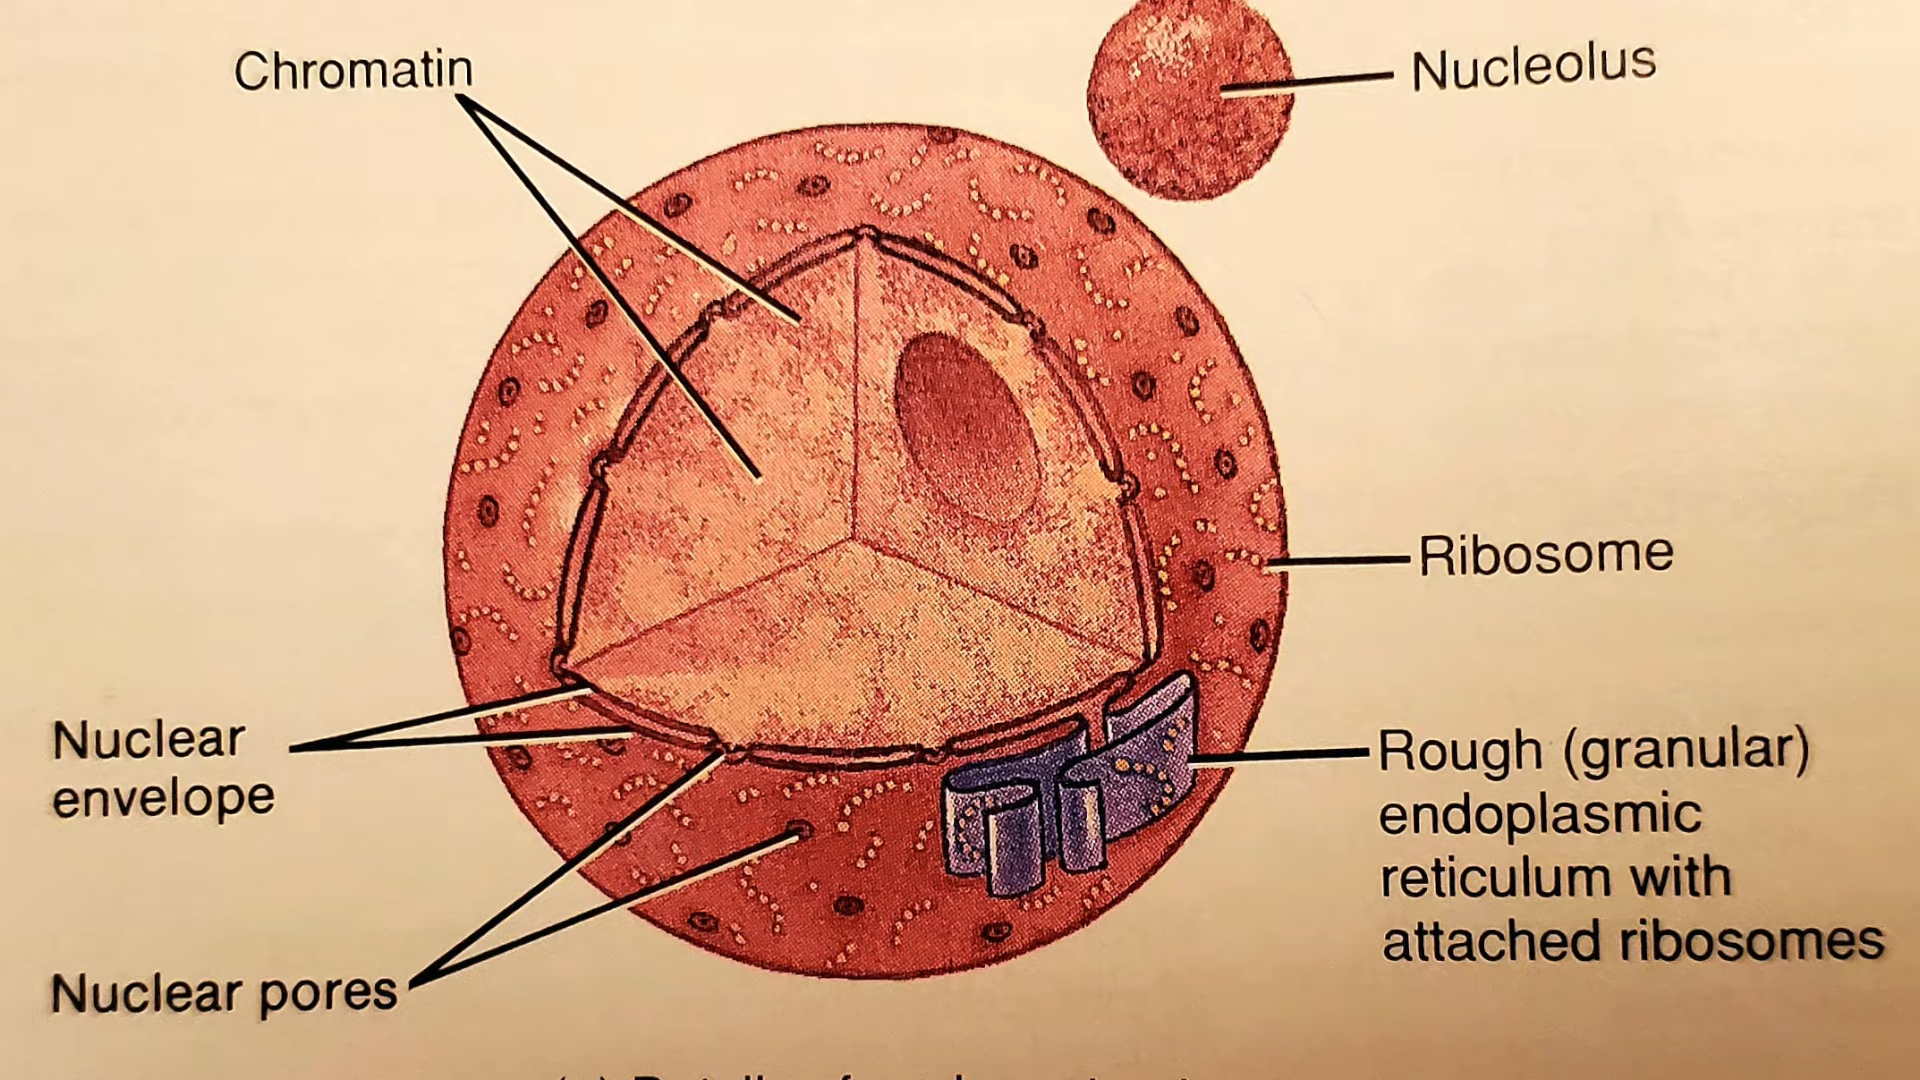 Chromatin
Nucleolus
Ribosome
Nuclear
envelope
Rough (granular)
endoplasmic
reticulum with
attached ribosomes
Nuclear pores